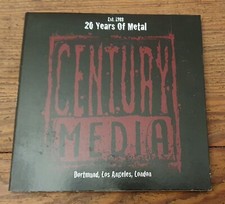 Est. 1988
20 Years Of Metal
CENTURY
MEDIA
Dortmund, Los Angeles, London